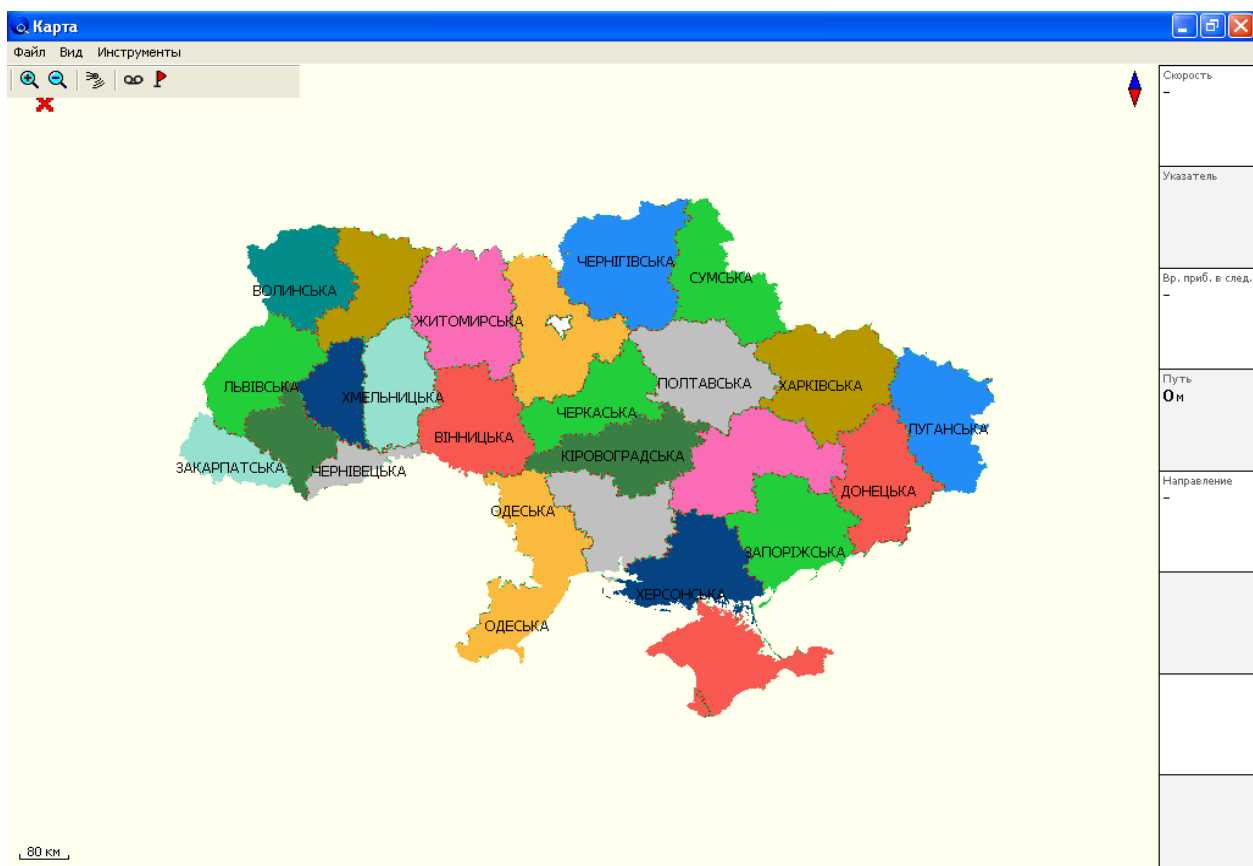 Карта
Файл Вид Инструменты
Скорость
–
Указатель
Вр. приб. в след.
–
Путь
0 м
Направление
–
ЧЕРНІГІВСЬКА
СУМСЬКА
ВОЛИНСЬКА
ЖИТОМИРСЬКА
ЛЬВІВСЬКА
ХМЕЛЬНИЦЬКА
ПОЛТАВСЬКА
ХАРКІВСЬКА
ЧЕРКАСЬКА
ЛУГАНСЬКА
ВІННИЦЬКА
КІРОВОГРАДСЬКА
ЗАКАРПАТСЬКА
ЧЕРНІВЕЦЬКА
ДОНЕЦЬКА
ОДЕСЬКА
ЗАПОРІЖСЬКА
ХЕРСОНСЬКА
ОДЕСЬКА
80 км